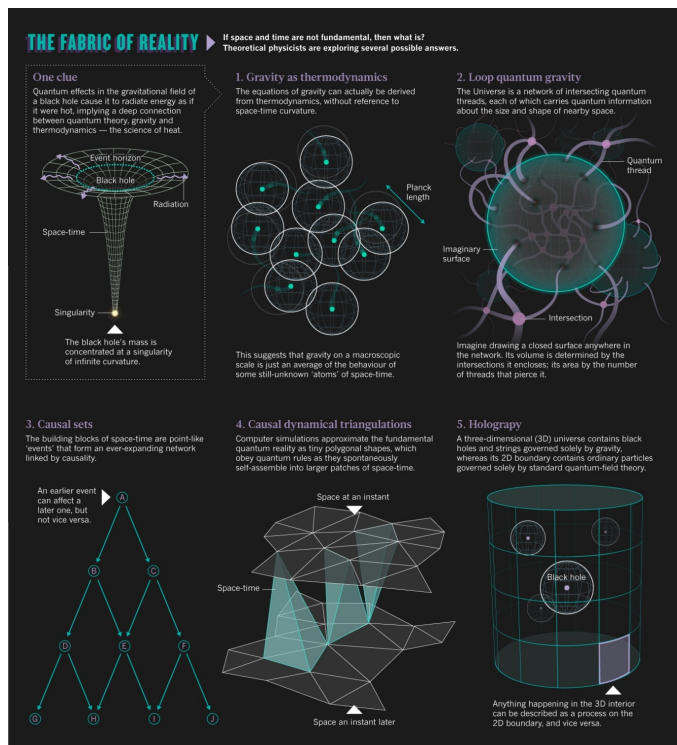 THE FABRIC OF REALITY
If space and time are not fundamental, then what is?
Theoretical physicists are exploring several possible answers.
One clue
Quantum effects in the gravitational field of
a black hole cause it to radiate energy as if
it were hot, implying a deep connection
between quantum theory, gravity and
thermodynamics — the science of heat.
Event horizon
Black hole
Radiation
Space-time
Singularity
The black hole's mass is
concentrated at a singularity
of infinite curvature.
1. Gravity as thermodynamics
The equations of gravity can actually be derived
from thermodynamics, without reference to
space-time curvature.
Planck
length
This suggests that gravity on a macroscopic
scale is just an average of the behaviour of
some still-unknown 'atoms' of space-time.
2. Loop quantum gravity
The Universe is a network of intersecting quantum
threads, each of which carries quantum information
about the size and shape of nearby space.
Quantum
thread
Imaginary
surface
Intersection
Imagine drawing a closed surface anywhere in
the network. Its volume is determined by the
intersections it encloses; its area by the number
of threads that pierce it.
3. Causal sets
The building blocks of space-time are point-like
'events' that form an ever-expanding network
linked by causality.
An earlier event
can affect a
later one, but
not vice versa.
A
B C
D E F
G H I J
4. Causal dynamical triangulations
Computer simulations approximate the fundamental
quantum reality as tiny polygonal shapes, which
obey quantum rules as they spontaneously
self-assemble into larger patches of space-time.
Space at an instant
Space-time
Space an instant later
5. Holograpy
A three-dimensional (3D) universe contains black
holes and strings governed solely by gravity,
whereas its 2D boundary contains ordinary particles
governed solely by standard quantum-field theory.
Black hole
Anything happening in the 3D interior
can be described as a process on the
2D boundary, and vice versa.